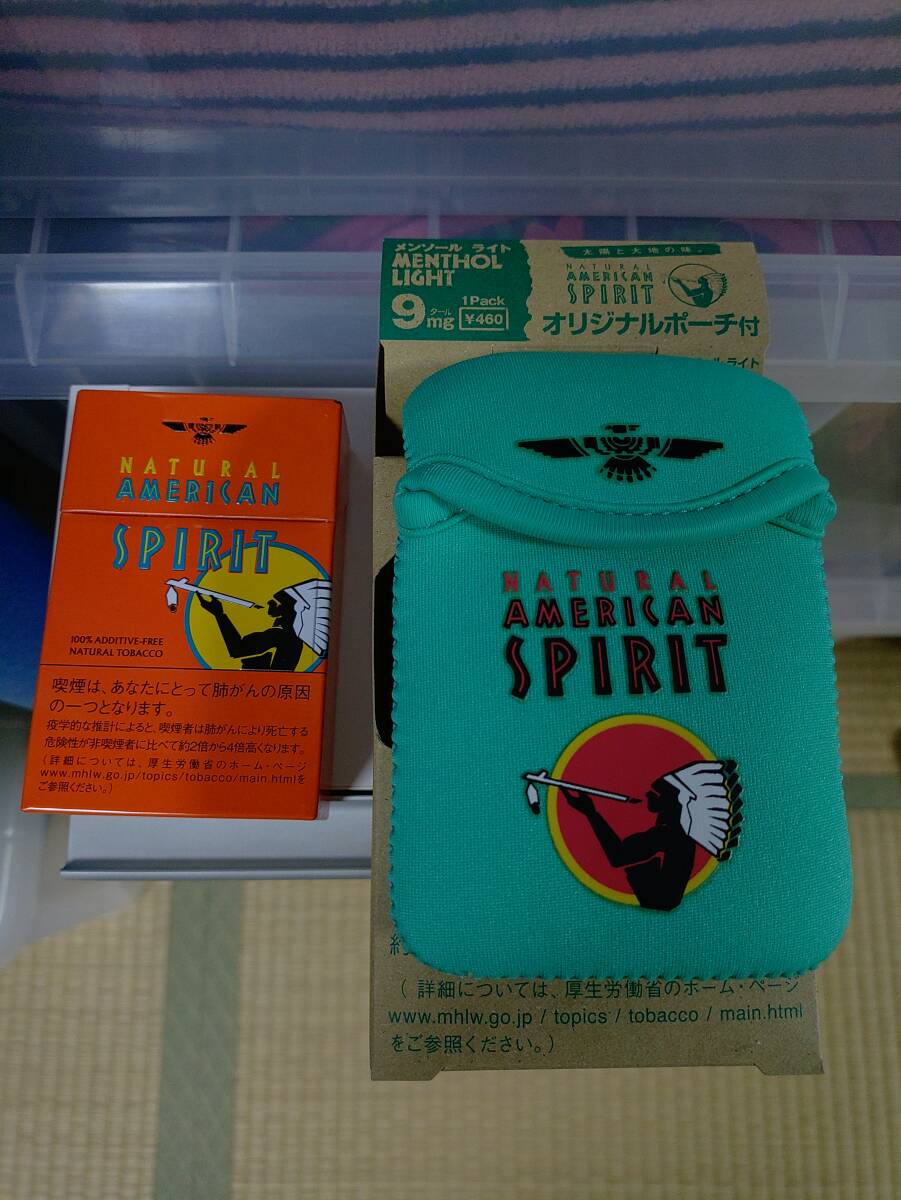 NATURAL
AMERICAN
SPIRIT
100% ADDITIVE-FREE
NATURAL TOBACCO
喫煙は、あなたにとって肺がんの原因
の一つとなります。
疫学的な推計によると、喫煙者は肺がんにより死亡する
危険性が非喫煙者に比べて約2倍から4倍高くなります。
(詳細については、厚生労働省のホーム・ページ
www.mhlw.go.jp/topics/tobacco/main.htmlを
ご参照ください。)
メンソール ライト
MENTHOL
LIGHT
9 タール mg
1Pack
¥460
太陽と大地の味。
NATURAL
AMERICAN
SPIRIT
オリジナルポーチ付
ライト
NATURAL
AMERICAN
SPIRIT
(詳細については、厚生労働省のホーム・ページ
www.mhlw.go.jp / topics / tobacco / main.html
をご参照ください。)